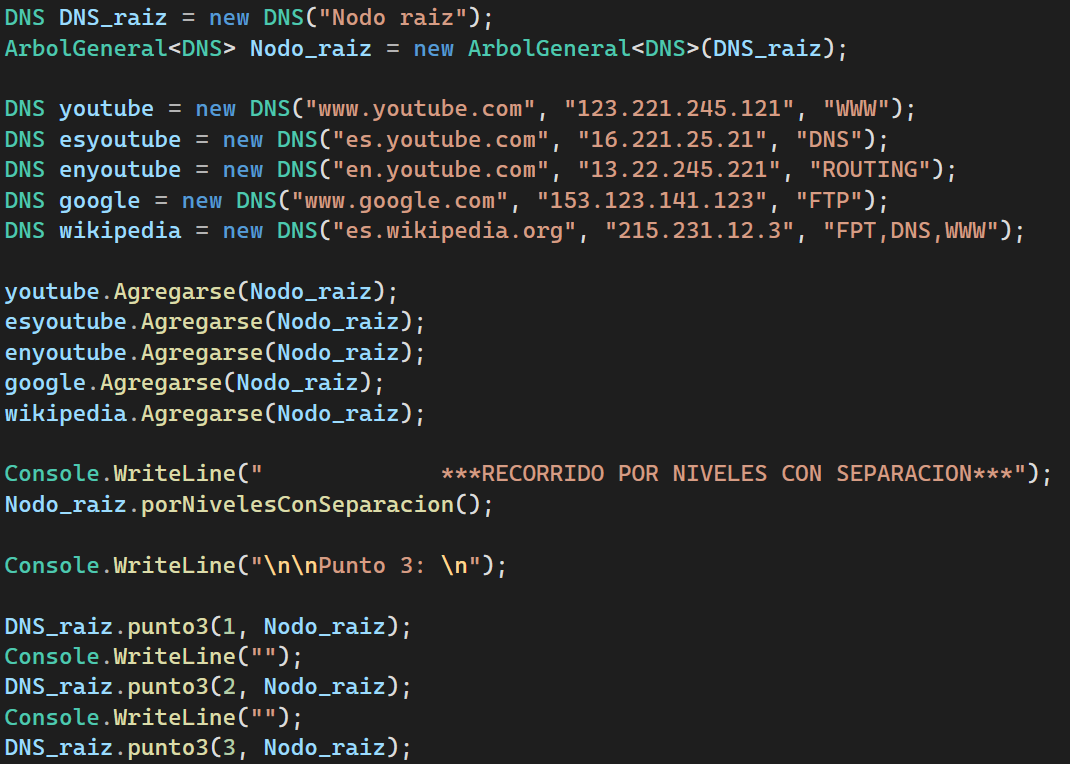 DNS DNS_raiz = new DNS("Nodo raiz");
ArbolGeneral<DNS> Nodo_raiz = new ArbolGeneral<DNS>(DNS_raiz);
DNS youtube = new DNS("www.youtube.com", "123.221.245.121", "WWW");
DNS esyoutube = new DNS("es.youtube.com", "16.221.25.21", "DNS");
DNS enyoutube = new DNS("en.youtube.com", "13.22.245.221", "ROUTING");
DNS google = new DNS("www.google.com", "153.123.141.123", "FTP");
DNS wikipedia = new DNS("es.wikipedia.org", "215.231.12.3", "FPT,DNS,WWW");
youtube.Agregarse(Nodo_raiz);
esyoutube.Agregarse(Nodo_raiz);
enyoutube.Agregarse(Nodo_raiz);
google.Agregarse(Nodo_raiz);
wikipedia.Agregarse(Nodo_raiz);
Console.WriteLine("             ***RECORRIDO POR NIVELES CON SEPARACION***");
Nodo_raiz.porNivelesConSeparacion();
Console.WriteLine("\n\nPunto 3: \n");
DNS_raiz.punto3(1, Nodo_raiz);
Console.WriteLine("");
DNS_raiz.punto3(2, Nodo_raiz);
Console.WriteLine("");
DNS_raiz.punto3(3, Nodo_raiz);